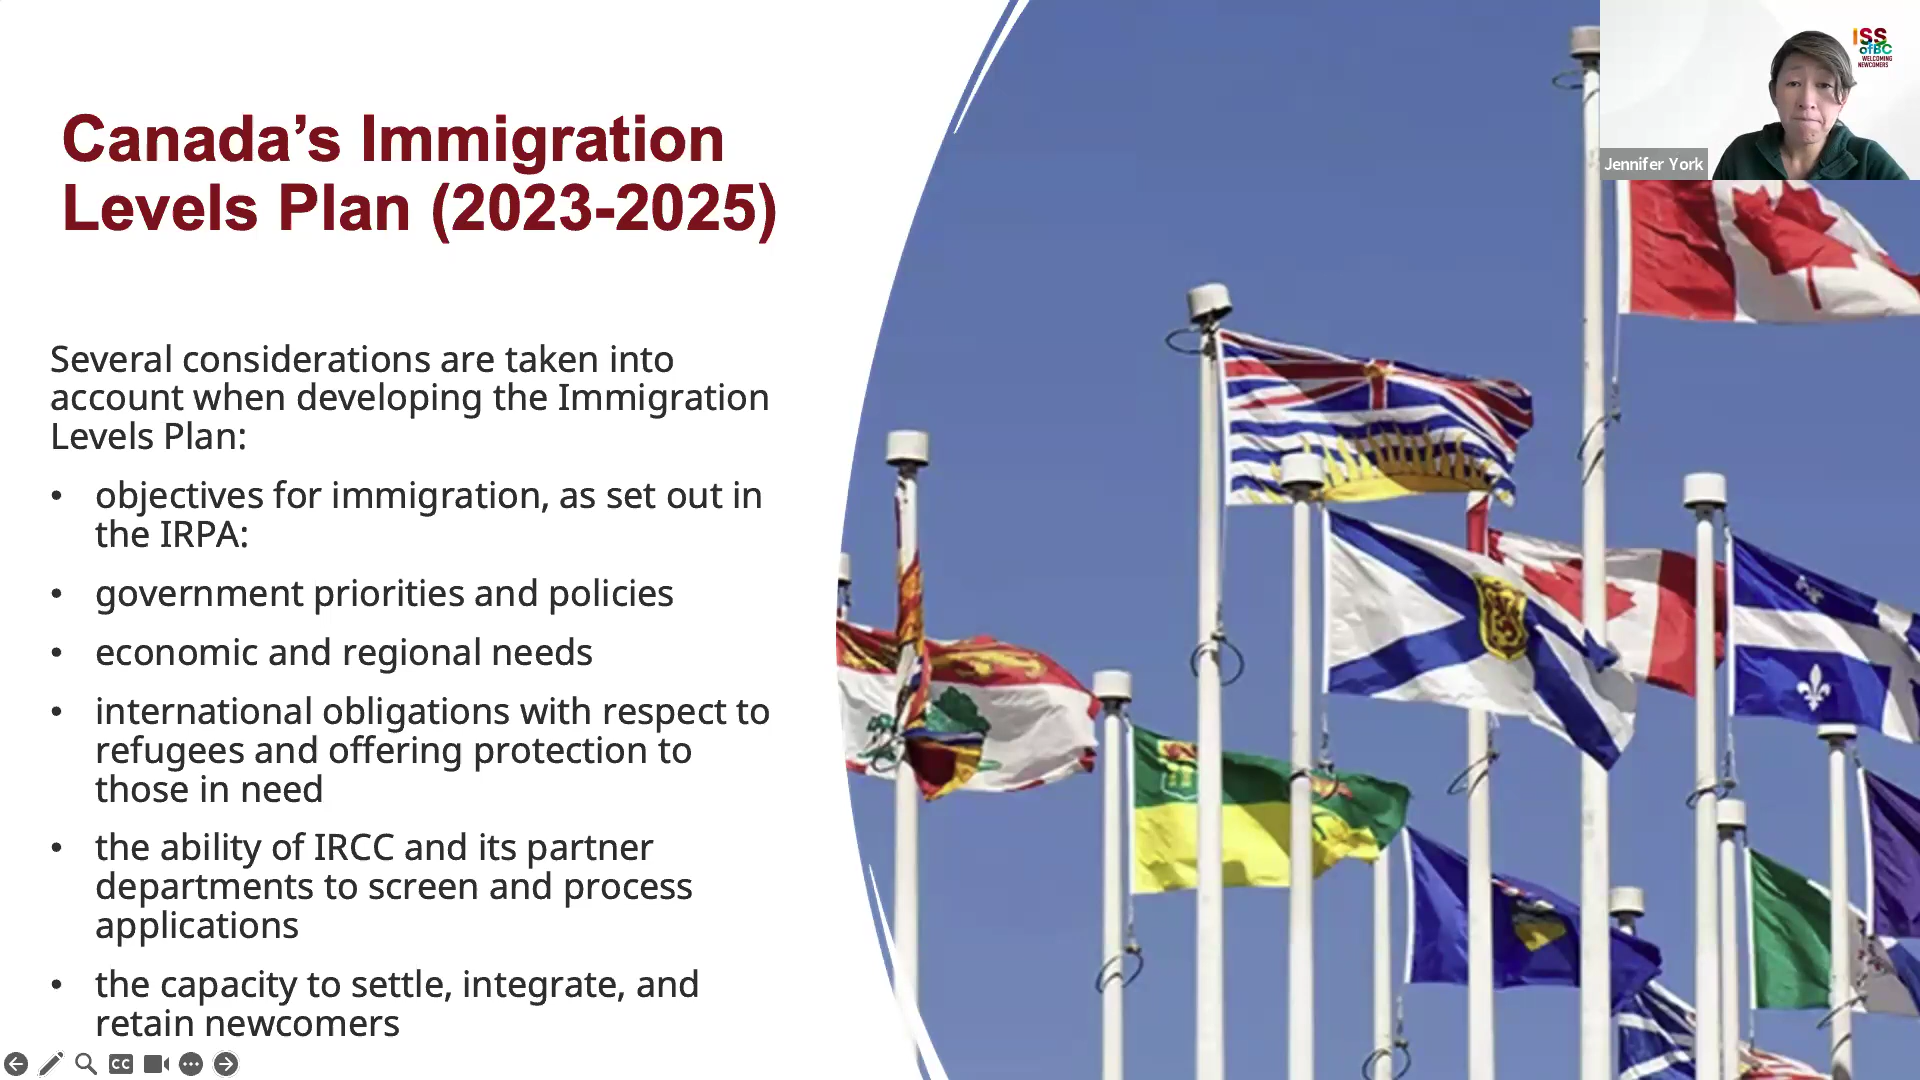 Canada’s Immigration
Levels Plan (2023-2025)
Several considerations are taken into
account when developing the Immigration
Levels Plan:
• objectives for immigration, as set out in
the IRPA:
• government priorities and policies
• economic and regional needs
• international obligations with respect to
refugees and offering protection to
those in need
• the ability of IRCC and its partner
departments to screen and process
applications
• the capacity to settle, integrate, and
retain newcomers
ISS
ofBC
WELCOMING
NEWCOMERS
Jennifer York
CC